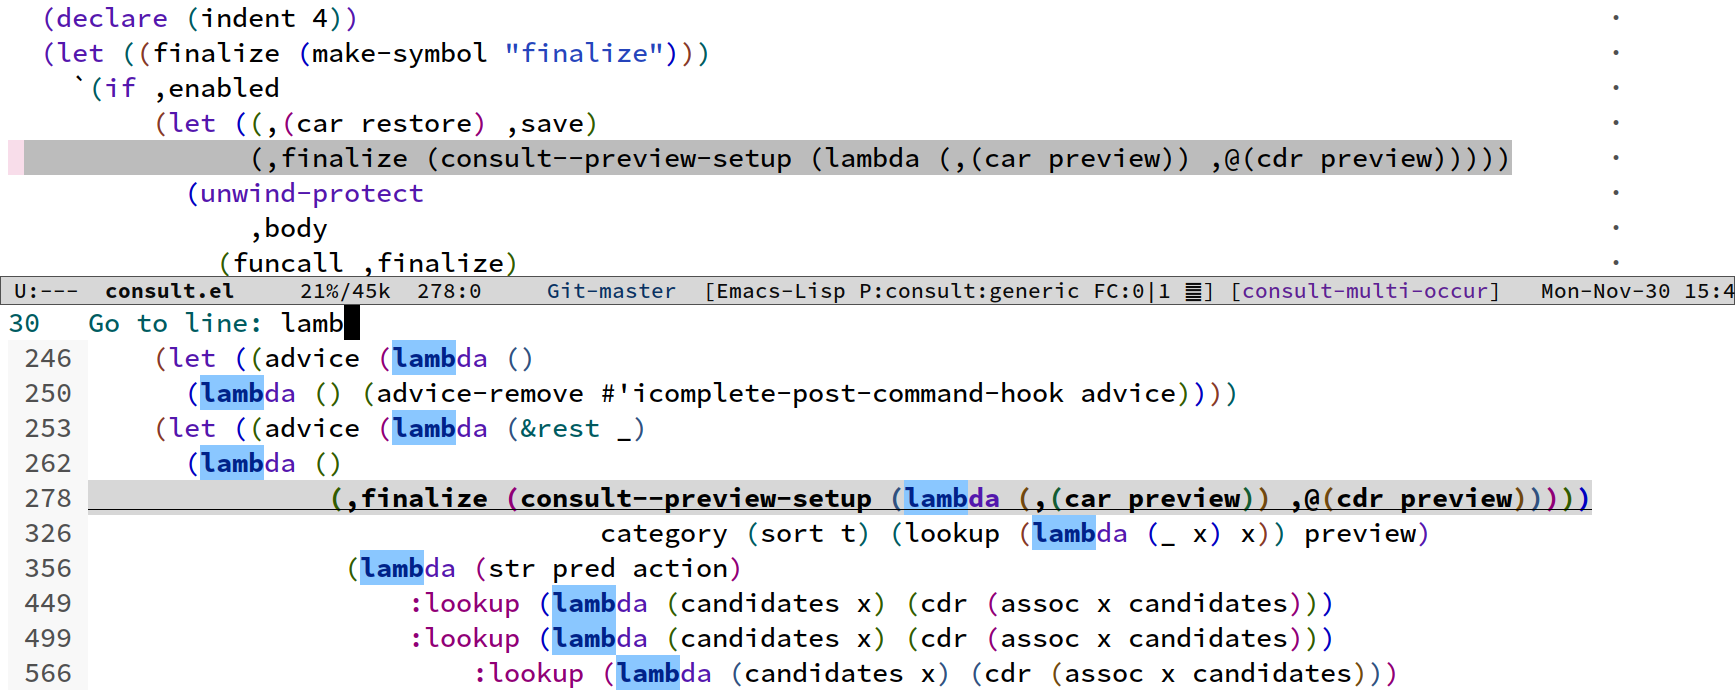 (declare (indent 4))
(let ((finalize (make-symbol "finalize")))
`(if ,enabled
(let ((,(car restore) ,save)
(,finalize (consult--preview-setup (lambda (,(car preview)) ,@(cdr preview)))))
(unwind-protect
,body
(funcall ,finalize)
U:--- consult.el 21%/45k 278:0 Git-master [Emacs-Lisp P:consult:generic FC:0|1 ] [consult-multi-occur] Mon-Nov-30 15:4
30 Go to line: lamb
246 (let ((advice (lambda ()
250 (lambda () (advice-remove #'icomplete-post-command-hook advice))))
253 (let ((advice (lambda (&rest _)
262 (lambda ()
278 (,finalize (consult--preview-setup (lambda (,(car preview)) ,@(cdr preview)))))
326 category (sort t) (lookup (lambda (_ x) x)) preview)
356 (lambda (str pred action)
449 :lookup (lambda (candidates x) (cdr (assoc x candidates)))
499 :lookup (lambda (candidates x) (cdr (assoc x candidates)))
566 :lookup (lambda (candidates x) (cdr (assoc x candidates)))